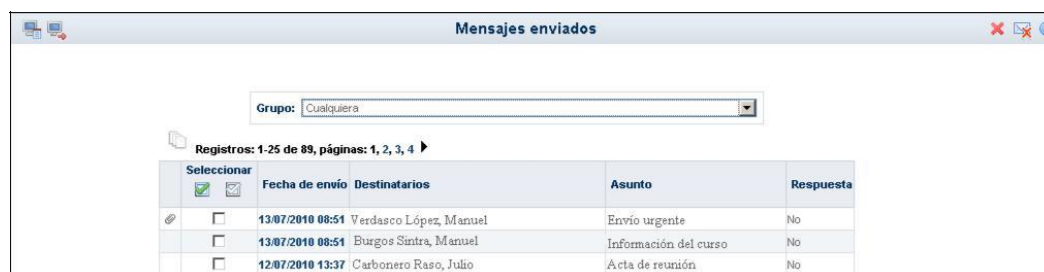 Mensajes enviados
Grupo: Cualquiera
Registros: 1-25 de 89, páginas: 1, 2, 3, 4
Seleccionar Fecha de envío Destinatarios Asunto Respuesta
13/07/2010 08:51 Verdasco López, Manuel Envío urgente No
13/07/2010 08:51 Burgos Sintra, Manuel Información del curso No
12/07/2010 13:37 Carbonero Raso, Julio Acta de reunión No